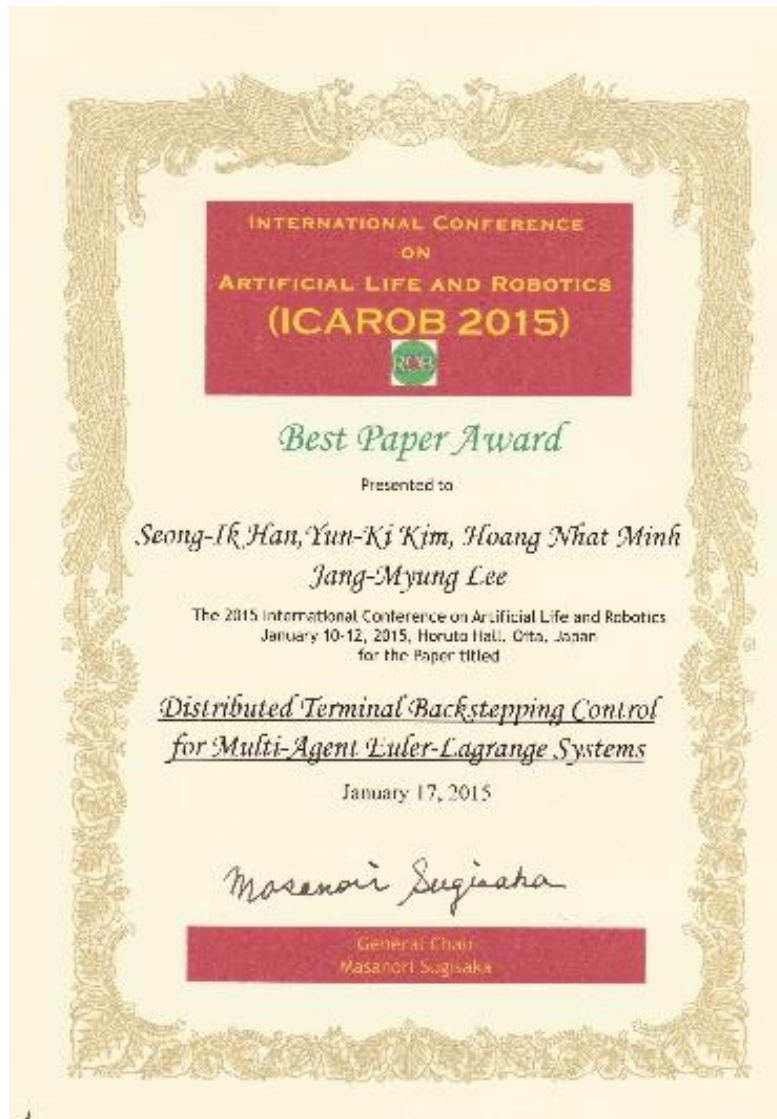 INTERNATIONAL CONFERENCE
ON
ARTIFICIAL LIFE AND ROBOTICS
(ICAROB 2015)
ROB
Best Paper Award
Presented to
Seong-Ik Han, Yun-Ki Kim, Hoang Nhat Minh
Jang-Myung Lee
The 2015 International Conference on Artificial Life and Robotics
January 10-12, 2015, Horuto Hall, Oita, Japan
for the Paper titled
Distributed Terminal Backstepping Control
for Multi-Agent Euler-Lagrange Systems
January 17, 2015
Masanori Sugisaka
General Chair
Masanori Sugisaka